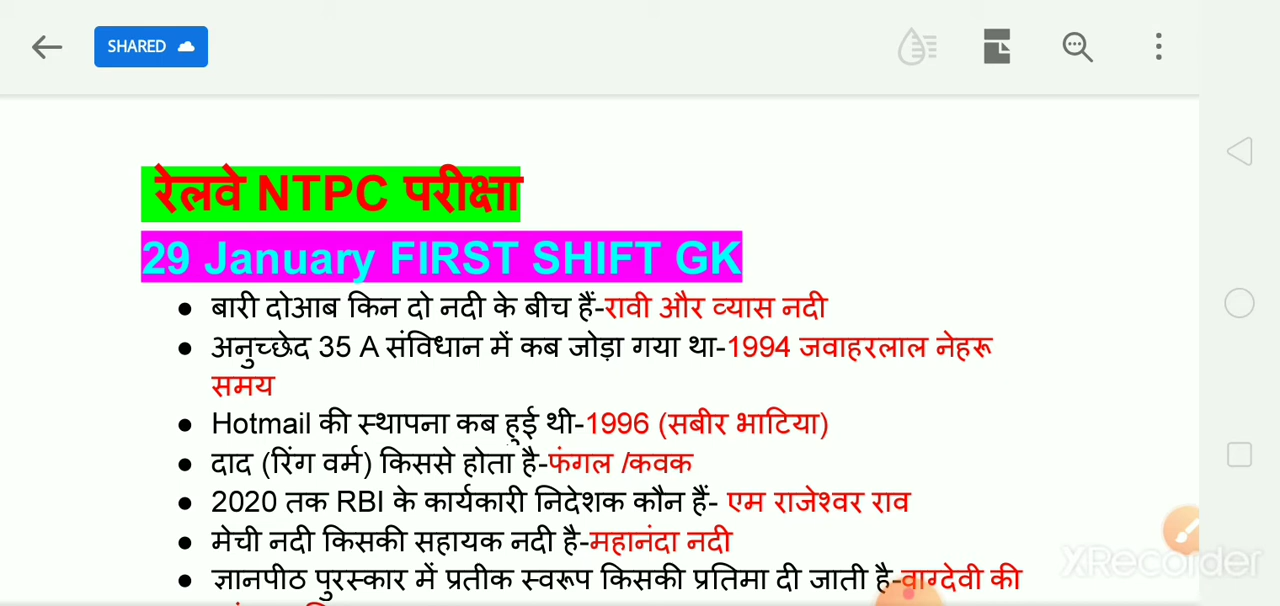 SHARED
रेलवे NTPC परीक्षा
29 January FIRST SHIFT GK
● बारी दोआब किन दो नदी के बीच हैं-रावी और व्यास नदी
● अनुच्छेद 35 A संविधान में कब जोड़ा गया था-1994 जवाहरलाल नेहरू
समय
● Hotmail की स्थापना कब हुई थी-1996 (सबीर भाटिया)
● दाद (रिंग वर्म) किससे होता है-फंगल /कवक
● 2020 तक RBI के कार्यकारी निदेशक कौन हैं- एम राजेश्वर राव
● मेची नदी किसकी सहायक नदी है-महानंदा नदी
● ज्ञानपीठ पुरस्कार में प्रतीक स्वरूप किसकी प्रतिमा दी जाती है-वाग्देवी की
XRecorder